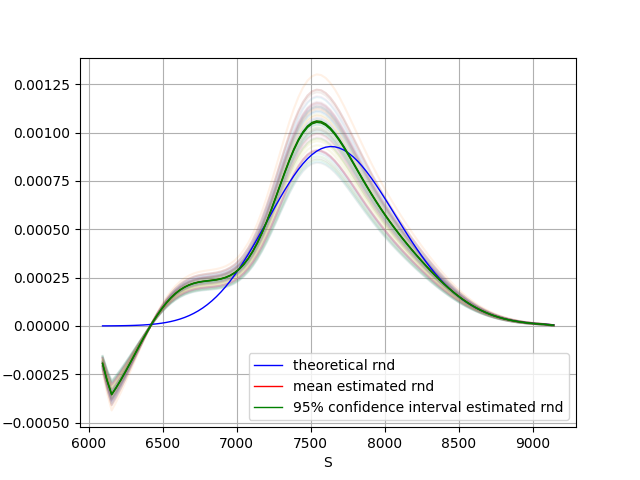 0.00125
0.00100
0.00075
0.00050
0.00025
0.00000
−0.00025
−0.00050
6000 6500 7000 7500 8000 8500 9000
S
theoretical rnd
mean estimated rnd
95% confidence interval estimated rnd